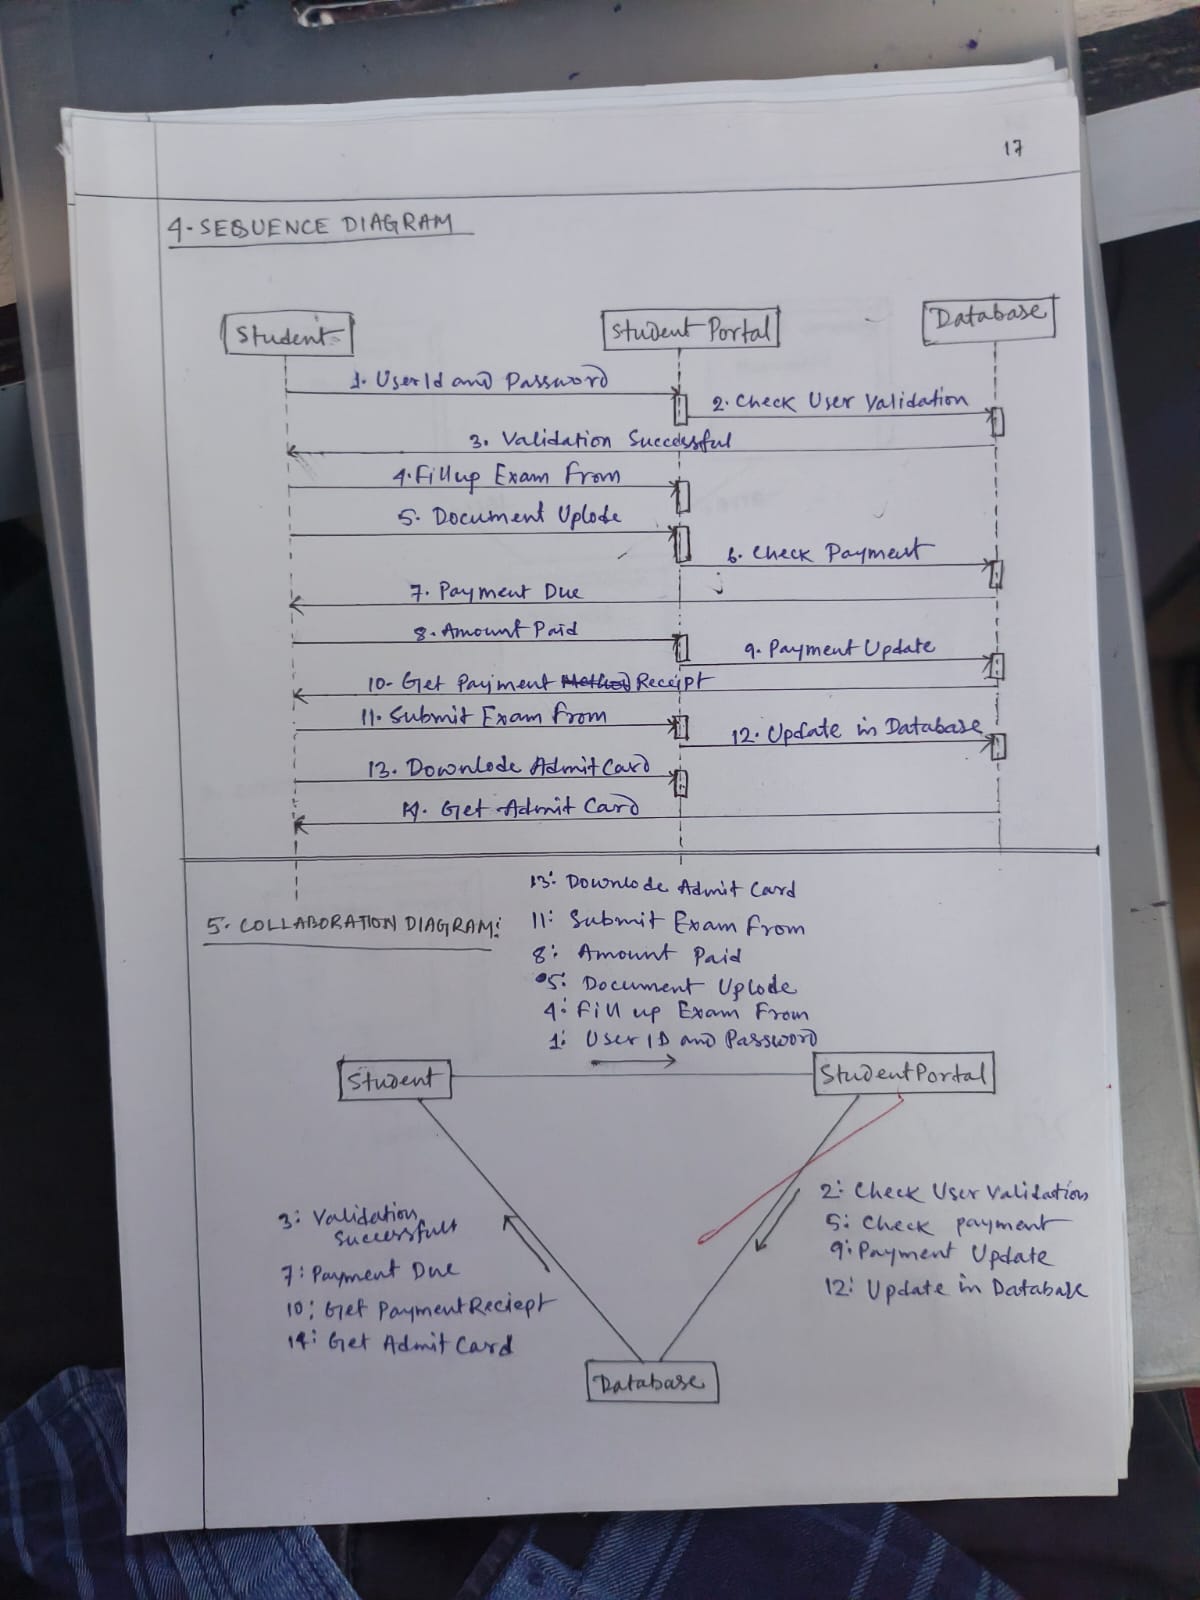 17
4. SEQUENCE DIAGRAM
Student
Student Portal
Database
1. User Id and Password
2. Check User Validation
3. Validation Successful
4. Fill up Exam From
5. Document Uplode
6. Check Payment
7. Payment Due
8. Amount Paid
9. Payment Update
10. Get Payment Method Receipt
11. Submit Exam From
12. Update in Database
13. Downlode Admit Card
14. Get Admit Card
5. COLLABORATION DIAGRAM:
13: Downlode Admit Card
11: Submit Exam From
8: Amount Paid
5: Document Uplode
4: Fill up Exam From
1: User ID and Password
Student
Student Portal
2: Check User Validation
5: Check payment
9: Payment Update
12: Update in Database
3: Validation
Successfull
7: Payment Due
10: Get Payment Reciept
14: Get Admit Card
Database